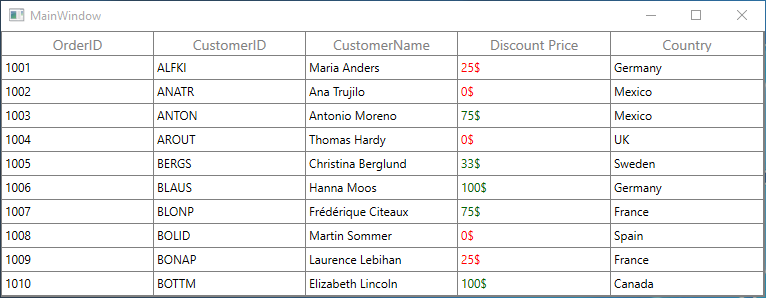 MainWindow
OrderID CustomerID CustomerName Discount Price Country
1001 ALFKI Maria Anders 25$ Germany
1002 ANATR Ana Trujilo 0$ Mexico
1003 ANTON Antonio Moreno 75$ Mexico
1004 AROUT Thomas Hardy 0$ UK
1005 BERGS Christina Berglund 33$ Sweden
1006 BLAUS Hanna Moos 100$ Germany
1007 BLONP Frédérique Citeaux 75$ France
1008 BOLID Martin Sommer 0$ Spain
1009 BONAP Laurence Lebihan 25$ France
1010 BOTTM Elizabeth Lincoln 100$ Canada